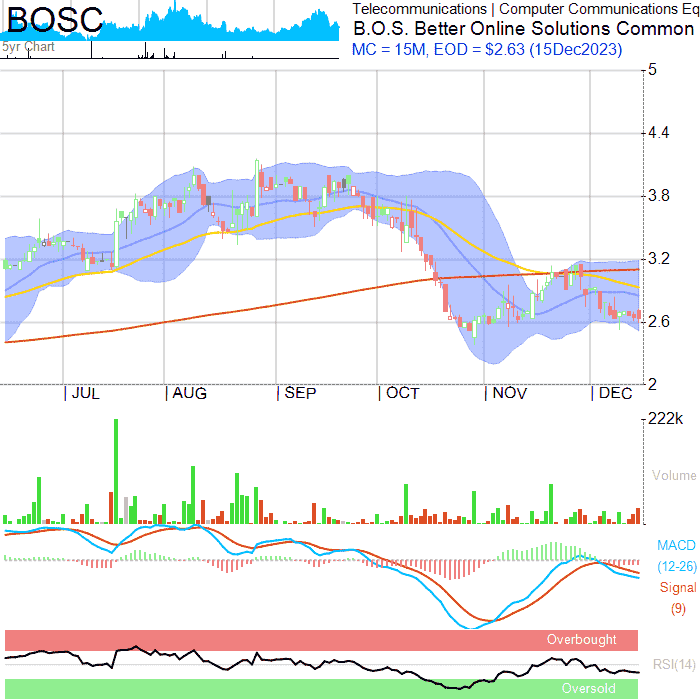 BOSC
5yr Chart
Telecommunications | Computer Communications Eq
B.O.S. Better Online Solutions Common
MC = 15M, EOD = $2.63 (15Dec2023)
5
4.4
3.8
3.2
2.6
2
| JUL | AUG | SEP | OCT | NOV | DEC
222k
Volume
MACD
(12-26)
Signal
(9)
Overbought
RSI(14)
Oversold